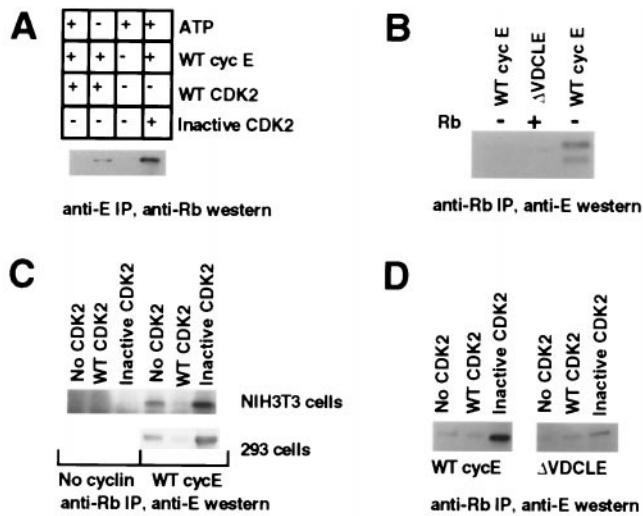 A
+ - + + ATP
+ + - + WT cyc E
+ + - - WT CDK2
- - - + Inactive CDK2
anti-E IP, anti-Rb western
B
WT cyc E
ΔVDCLE
WT cyc E
Rb - + -
anti-Rb IP, anti-E western
C
No CDK2
WT CDK2
Inactive CDK2
No CDK2
WT CDK2
Inactive CDK2
NIH3T3 cells
293 cells
No cyclin WT cycE
anti-Rb IP, anti-E western
D
No CDK2
WT CDK2
Inactive CDK2
No CDK2
WT CDK2
Inactive CDK2
WT cycE ΔVDCLE
anti-Rb IP, anti-E western